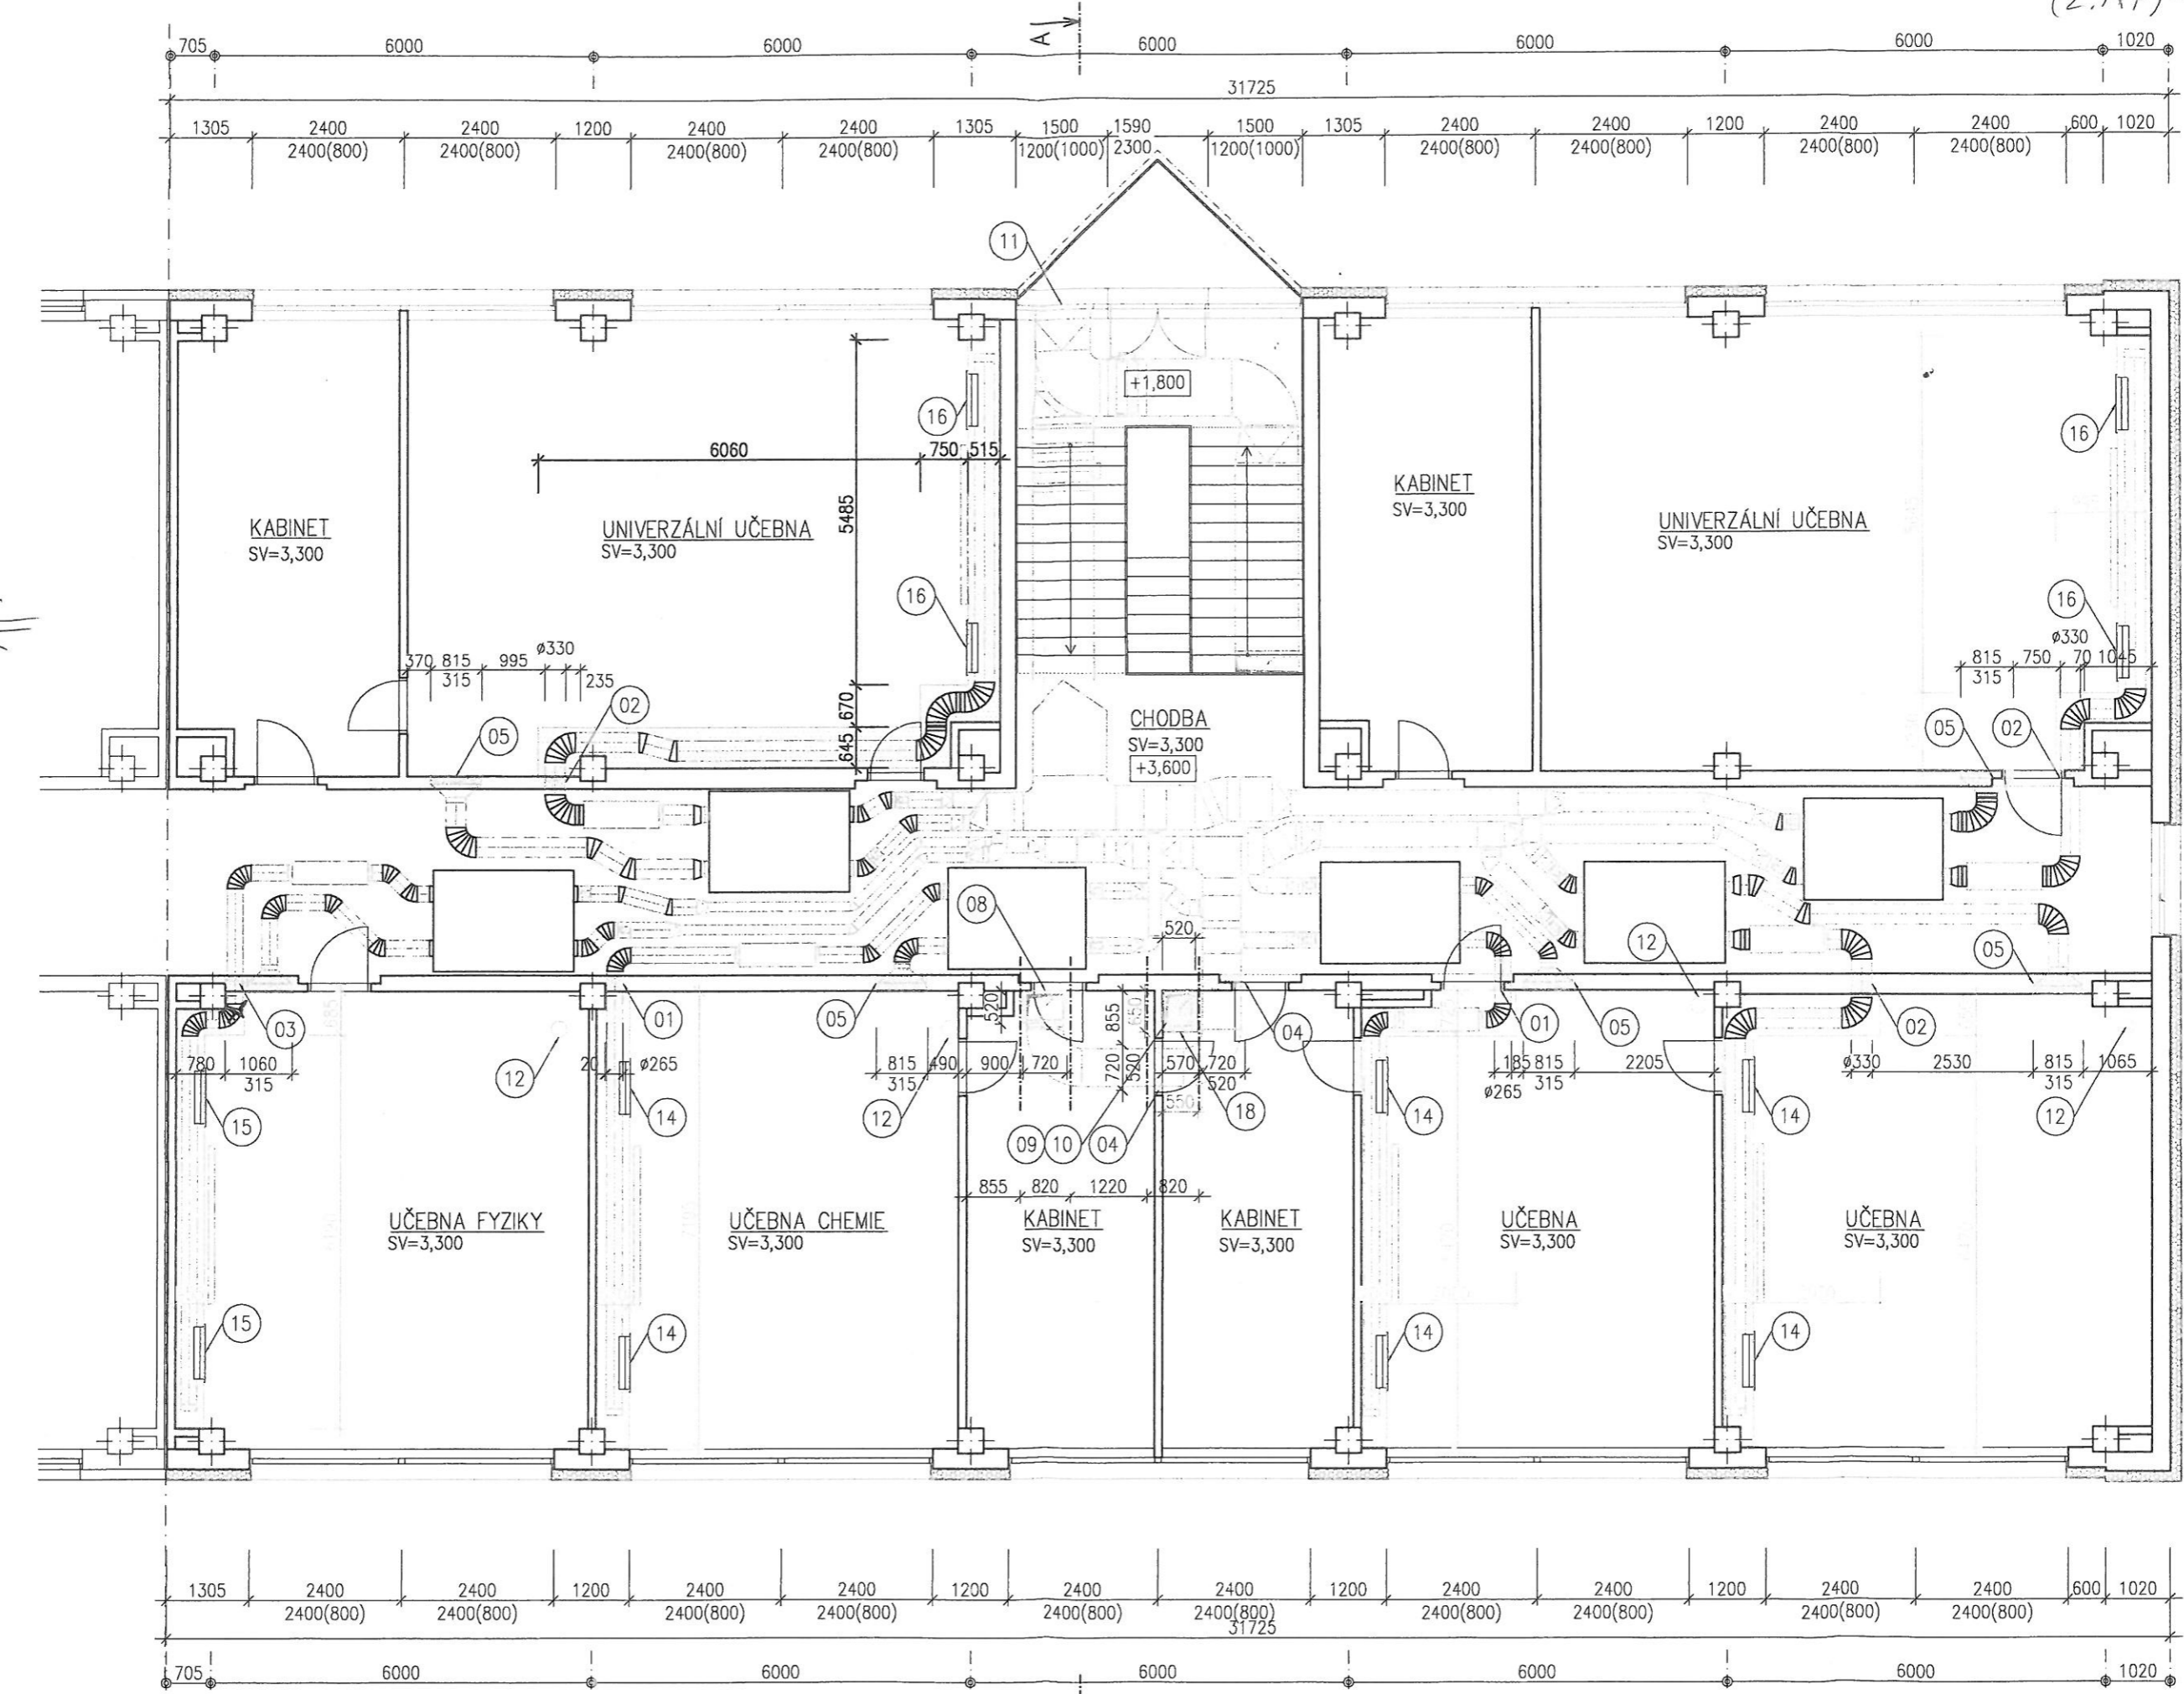 A
705 6000 6000 6000 6000 6000 1020
31725
1305 2400 2400 1200 2400 2400 1305 1500 1590 1500 1305 2400 2400 1200 2400 2400 600 1020
2400(800) 2400(800) 2400(800) 2400(800) 1200(1000) 2300 1200(1000) 2400(800) 2400(800) 2400(800) 2400(800)
11
+1,800
16
16
6060 750 515
5485
KABINET
SV=3,300
UNIVERZÁLNÍ UČEBNA
SV=3,300
KABINET
SV=3,300
UNIVERZÁLNÍ UČEBNA
SV=3,300
16
16
ø330
370 815 995
315
235
02
05
670
645
CHODBA
SV=3,300
+3,600
ø330
815 750 70 1045
315
05
02
08
520
12
05
03
01
05
520
855
650
04
01
05
02
780 1060
315
12
20 ø265
815 490 900 720
315
720
520
570 720
520
550
185 815 2205
ø265 315
ø330 2530 815 1065
315
15
14
12
09 10 04
18
14
14
12
855 820 1220 820
UČEBNA FYZIKY
SV=3,300
UČEBNA CHEMIE
SV=3,300
KABINET
SV=3,300
KABINET
SV=3,300
UČEBNA
SV=3,300
UČEBNA
SV=3,300
15
14
14
14
1305 2400 2400 1200 2400 2400 1200 2400 2400 1200 2400 2400 1200 2400 2400 600 1020
2400(800) 2400(800) 2400(800) 2400(800) 2400(800) 2400(800) 2400(800) 2400(800) 2400(800) 2400(800)
31725
705 6000 6000 6000 6000 6000 1020